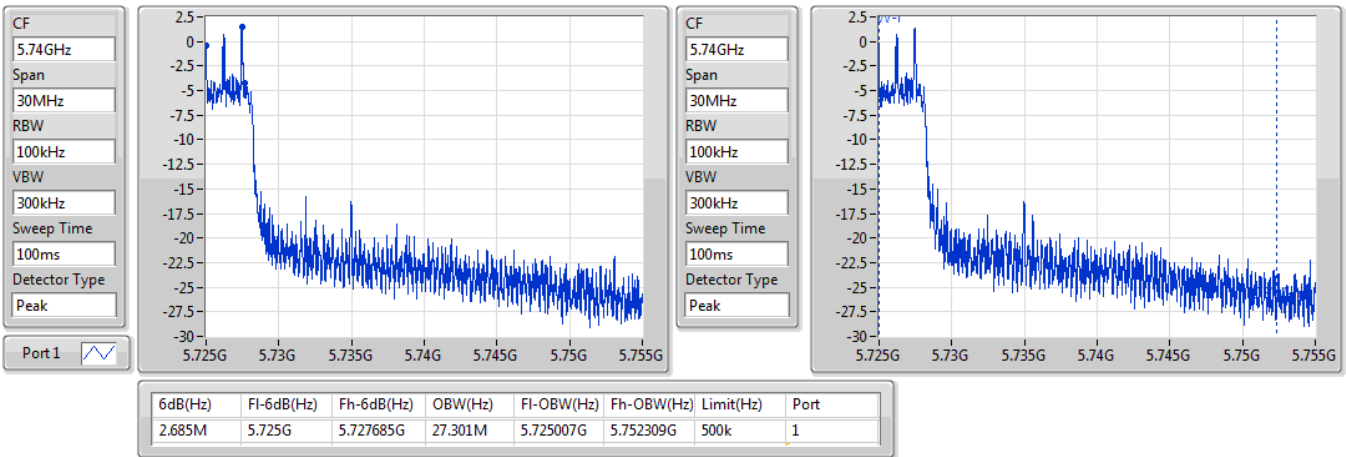 CF
5.74GHz
Span
30MHz
RBW
100kHz
VBW
300kHz
Sweep Time
100ms
Detector Type
Peak
Port 1
2.5
0
-2.5
-5
-7.5
-10
-12.5
-15
-17.5
-20
-22.5
-25
-27.5
-30
5.725G 5.73G 5.735G 5.74G 5.745G 5.75G 5.755G
CF
5.74GHz
Span
30MHz
RBW
100kHz
VBW
300kHz
Sweep Time
100ms
Detector Type
Peak
2.5
0
-2.5
-5
-7.5
-10
-12.5
-15
-17.5
-20
-22.5
-25
-27.5
-30
5.725G 5.73G 5.735G 5.74G 5.745G 5.75G 5.755G
6dB(Hz) Fl-6dB(Hz) Fh-6dB(Hz) OBW(Hz) Fl-OBW(Hz) Fh-OBW(Hz) Limit(Hz) Port
2.685M 5.725G 5.727685G 27.301M 5.725007G 5.752309G 500k 1